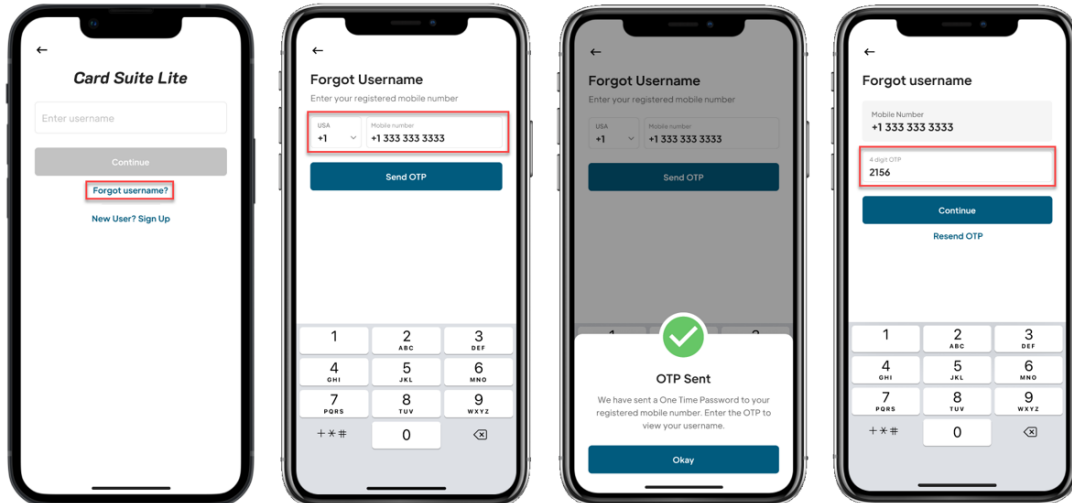 Card Suite Lite
Enter username
Continue
Forgot username?
New User? Sign Up
Forgot Username
Enter your registered mobile number
USA
+1
Mobile number
+1 333 333 3333
Send OTP
1
2
ABC
3
DEF
4
GHI
5
JKL
6
MNO
7
PQRS
8
TUV
9
WXYZ
+*#
0
Forgot Username
Enter your registered mobile number
USA
+1
Mobile number
+1 333 333 3333
Send OTP
OTP Sent
We have sent a One Time Password to your
registered mobile number. Enter the OTP to
view your username.
Okay
Forgot username
Mobile Number
+1 333 333 3333
4 digit OTP
2156
Continue
Resend OTP
1
2
ABC
3
DEF
4
GHI
5
JKL
6
MNO
7
PQRS
8
TUV
9
WXYZ
+*#
0